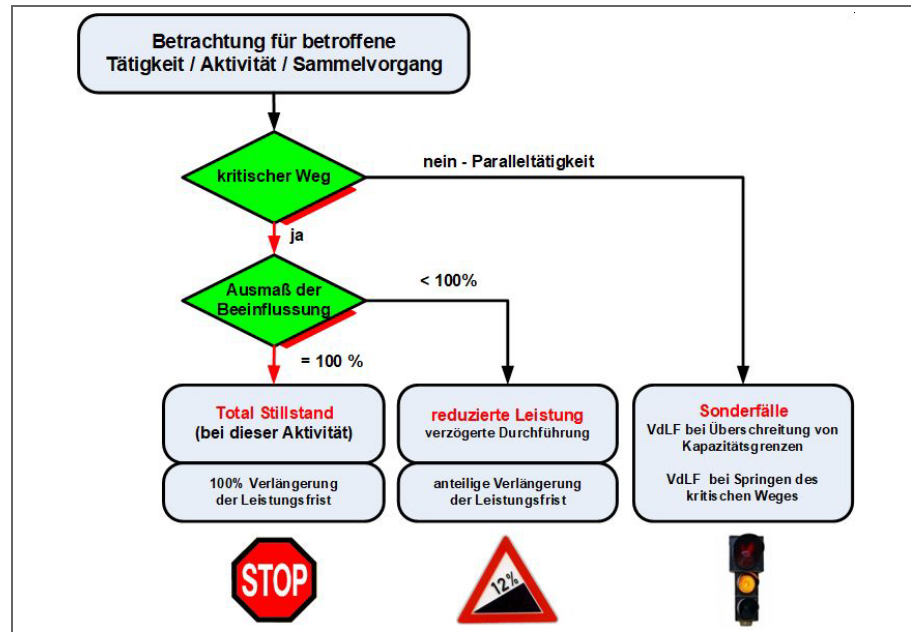 Betrachtung für betroffene
Tätigkeit / Aktivität / Sammelvorgang
kritischer Weg
nein - Paralleltätigkeit
ja
Ausmaß der
Beeinflussung
< 100%
= 100 %
Total Stillstand
(bei dieser Aktivität)
100% Verlängerung
der Leistungsfrist
reduzierte Leistung
verzögerte Durchführung
anteilige Verlängerung
der Leistungsfrist
Sonderfälle
VdLF bei Überschreitung von
Kapazitätsgrenzen
VdLF bei Springen des
kritischen Weges
STOP
12%